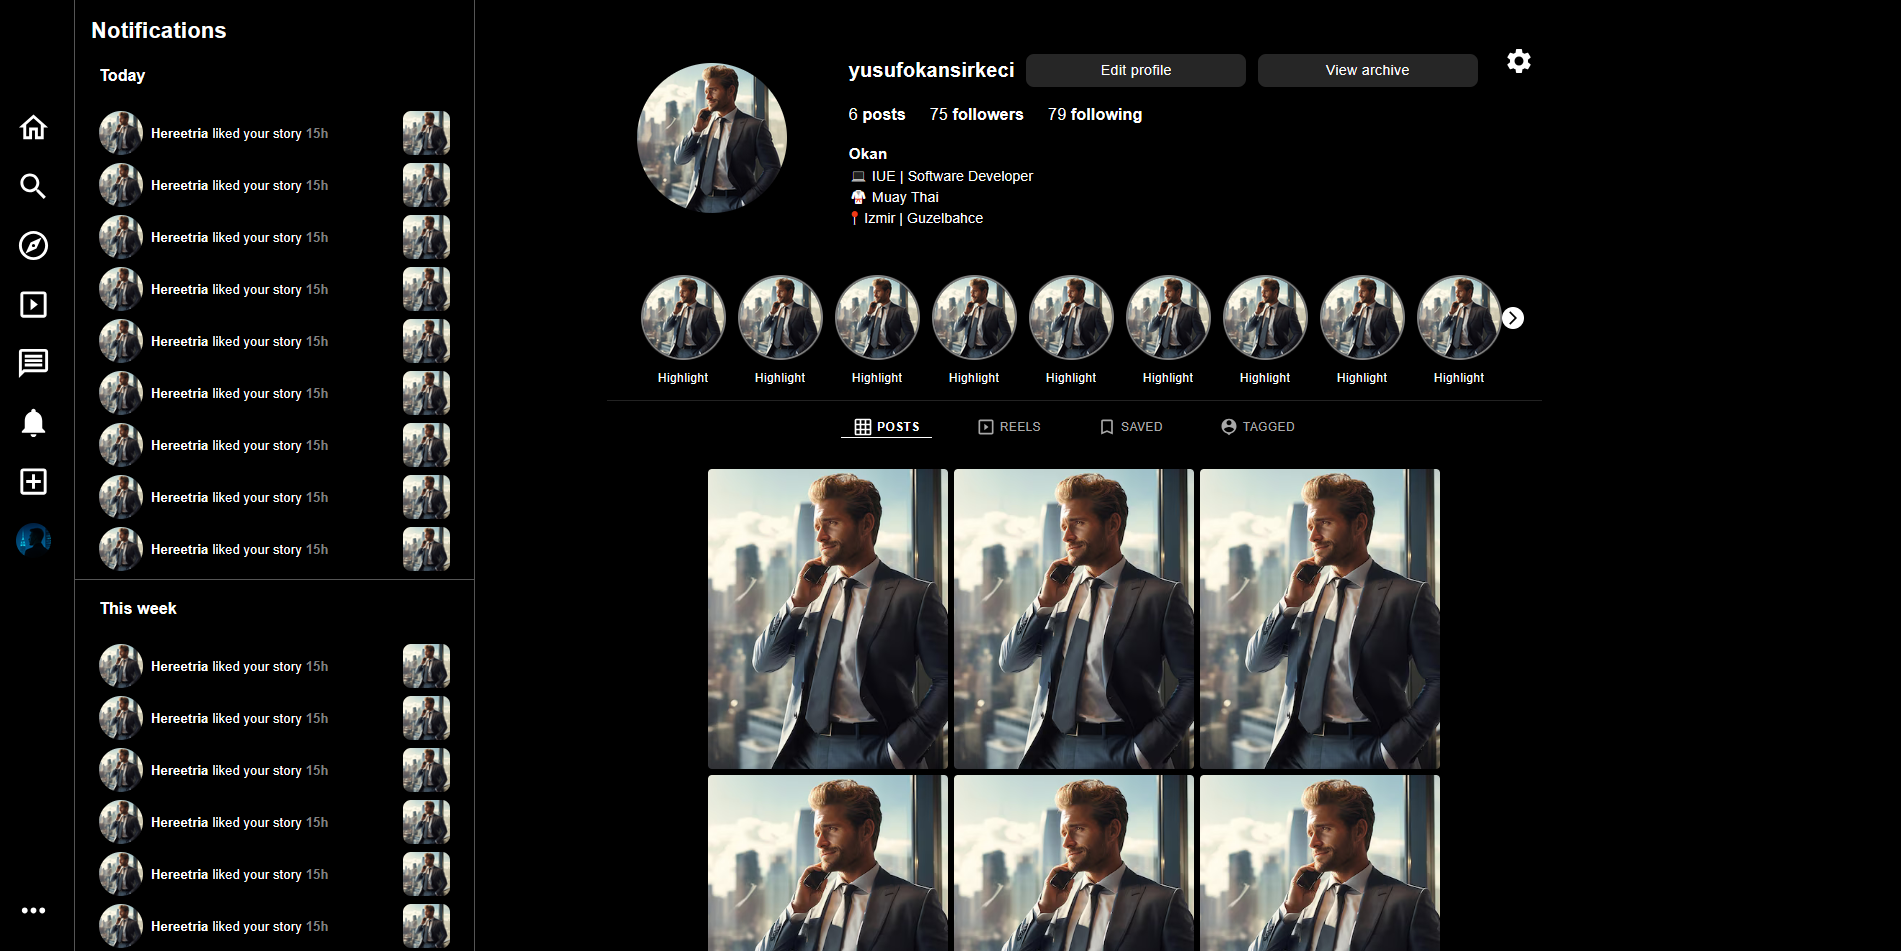 Notifications
Today
Hereetria liked your story 15h
Hereetria liked your story 15h
Hereetria liked your story 15h
Hereetria liked your story 15h
Hereetria liked your story 15h
Hereetria liked your story 15h
Hereetria liked your story 15h
Hereetria liked your story 15h
Hereetria liked your story 15h
This week
Hereetria liked your story 15h
Hereetria liked your story 15h
Hereetria liked your story 15h
Hereetria liked your story 15h
Hereetria liked your story 15h
Hereetria liked your story 15h
yusufokansirkeci Edit profile View archive
6 posts 75 followers 79 following
Okan
💻 IUE | Software Developer
🥋 Muay Thai
📍 Izmir | Guzelbahce
Highlight Highlight Highlight Highlight Highlight Highlight Highlight Highlight Highlight
POSTS REELS SAVED TAGGED